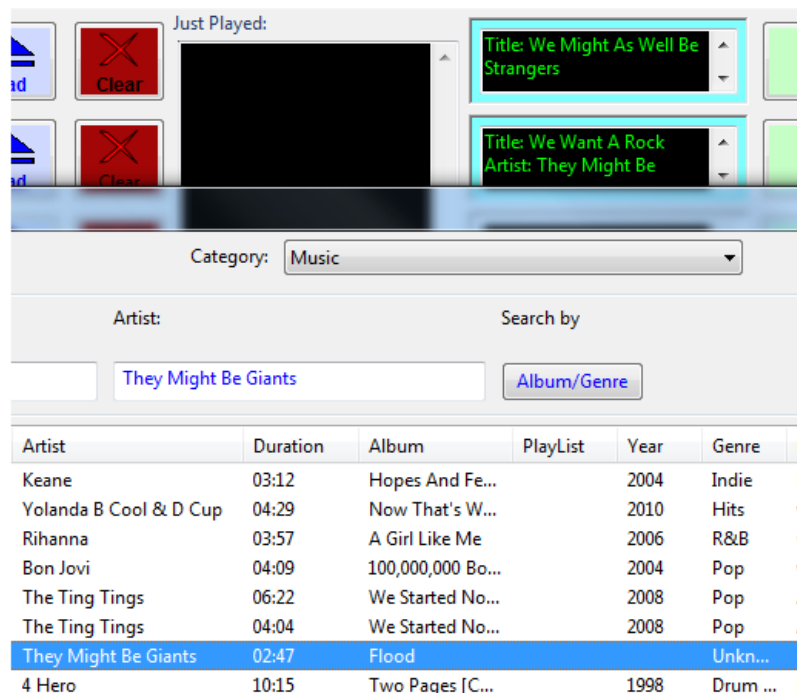 Just Played:
ad
Clear
Title: We Might As Well Be
Strangers
ad
Clear
Title: We Want A Rock
Artist: They Might Be
Category: Music
Artist:
Search by
They Might Be Giants
Album/Genre
Artist Duration Album PlayList Year Genre
Keane 03:12 Hopes And Fe... 2004 Indie
Yolanda B Cool & D Cup 04:29 Now That's W... 2010 Hits
Rihanna 03:57 A Girl Like Me 2006 R&B
Bon Jovi 04:09 100,000,000 Bo... 2004 Pop
The Ting Tings 06:22 We Started No... 2008 Pop
The Ting Tings 04:04 We Started No... 2008 Pop
They Might Be Giants 02:47 Flood Unkn...
4 Hero 10:15 Two Pages [C... 1998 Drum ...